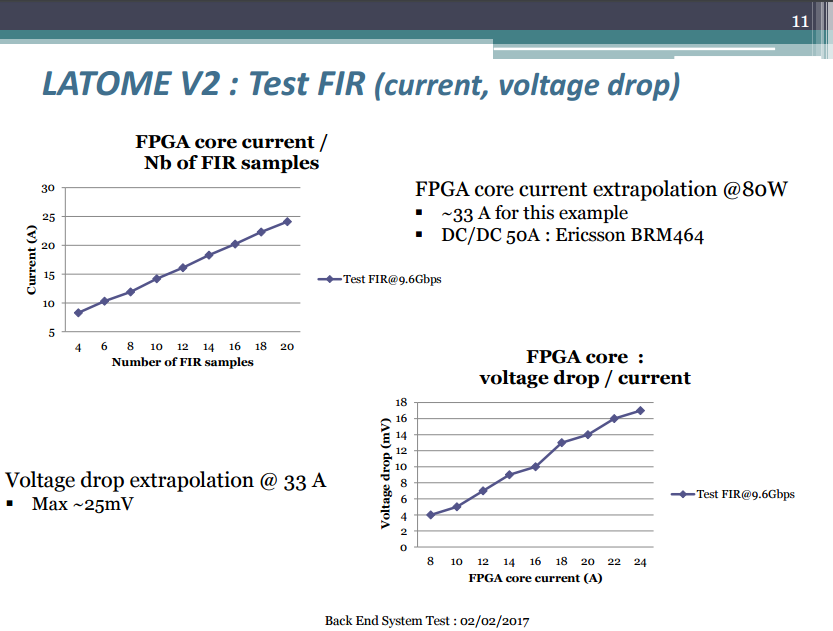 11
LATOME V2 : Test FIR (current, voltage drop)
FPGA core current /
Nb of FIR samples
30
25
20
15
10
5
Current (A)
4 6 8 10 12 14 16 18 20
Number of FIR samples
Test FIR@9.6Gbps
FPGA core current extrapolation @80W
▪ ~33 A for this example
▪ DC/DC 50A : Ericsson BRM464
FPGA core :
voltage drop / current
18
16
14
12
10
8
6
4
2
0
Voltage drop (mV)
8 10 12 14 16 18 20 22 24
FPGA core current (A)
Test FIR@9.6Gbps
Voltage drop extrapolation @ 33 A
▪ Max ~25mV
Back End System Test : 02/02/2017